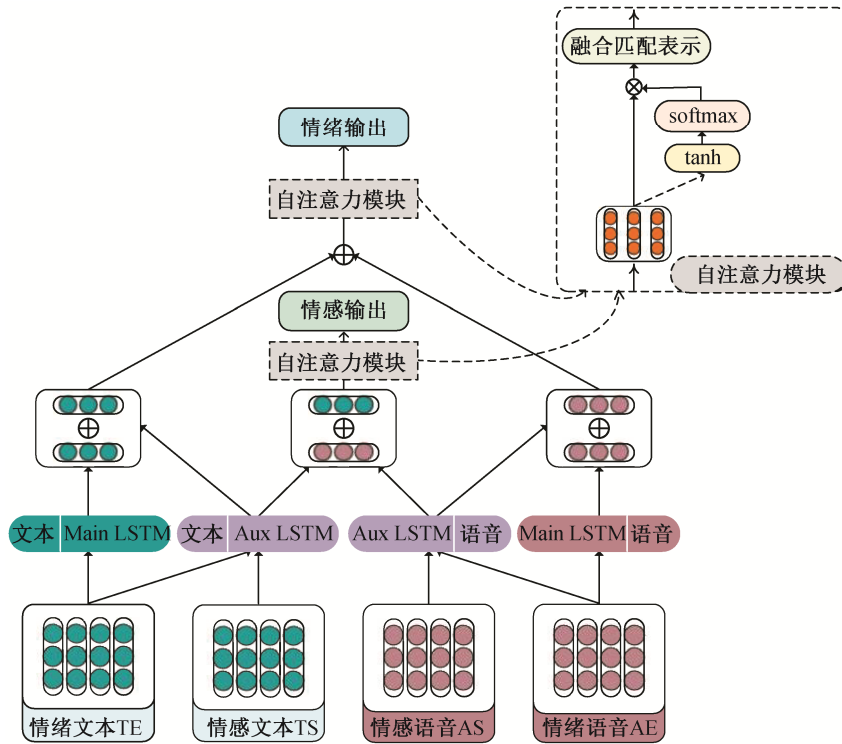 融合匹配表示
softmax
tanh
自注意力模块
情绪输出
自注意力模块
情感输出
自注意力模块
文本 Main LSTM
文本 Aux LSTM
Aux LSTM 语音
Main LSTM 语音
情绪文本TE
情感文本TS
情感语音AS
情绪语音AE